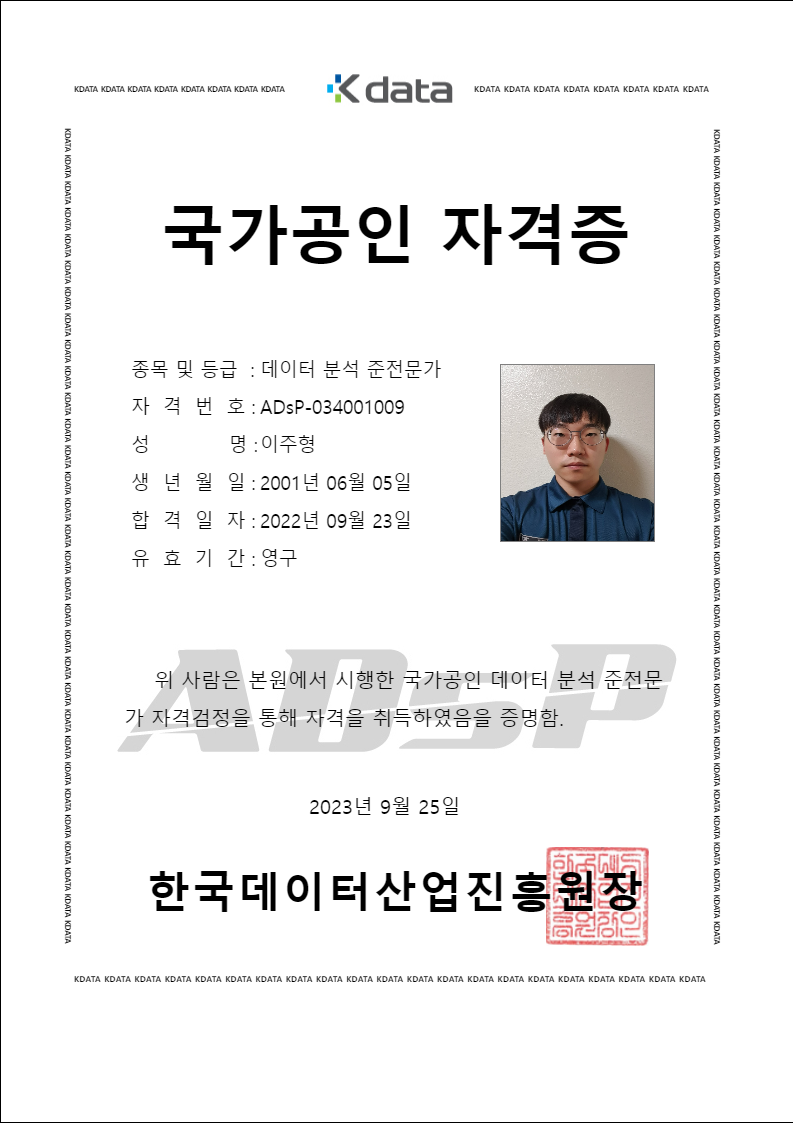 KDATA KDATA KDATA KDATA KDATA KDATA KDATA KDATA
K data
KDATA KDATA KDATA KDATA KDATA KDATA KDATA KDATA
국가공인 자격증
종목 및 등급 : 데이터 분석 준전문가
자 격 번 호 : ADsP-034001009
성 명 : 이주형
생 년 월 일 : 2001년 06월 05일
합 격 일 자 : 2022년 09월 23일
유 효 기 간 : 영구
ADSP
위 사람은 본원에서 시행한 국가공인 데이터 분석 준전문
가 자격검정을 통해 자격을 취득하였음을 증명함.
2023년 9월 25일
한국데이터산업진흥원장
KDATA KDATA KDATA KDATA KDATA KDATA KDATA KDATA KDATA KDATA KDATA KDATA KDATA KDATA KDATA KDATA KDATA KDATA KDATA KDATA KDATA